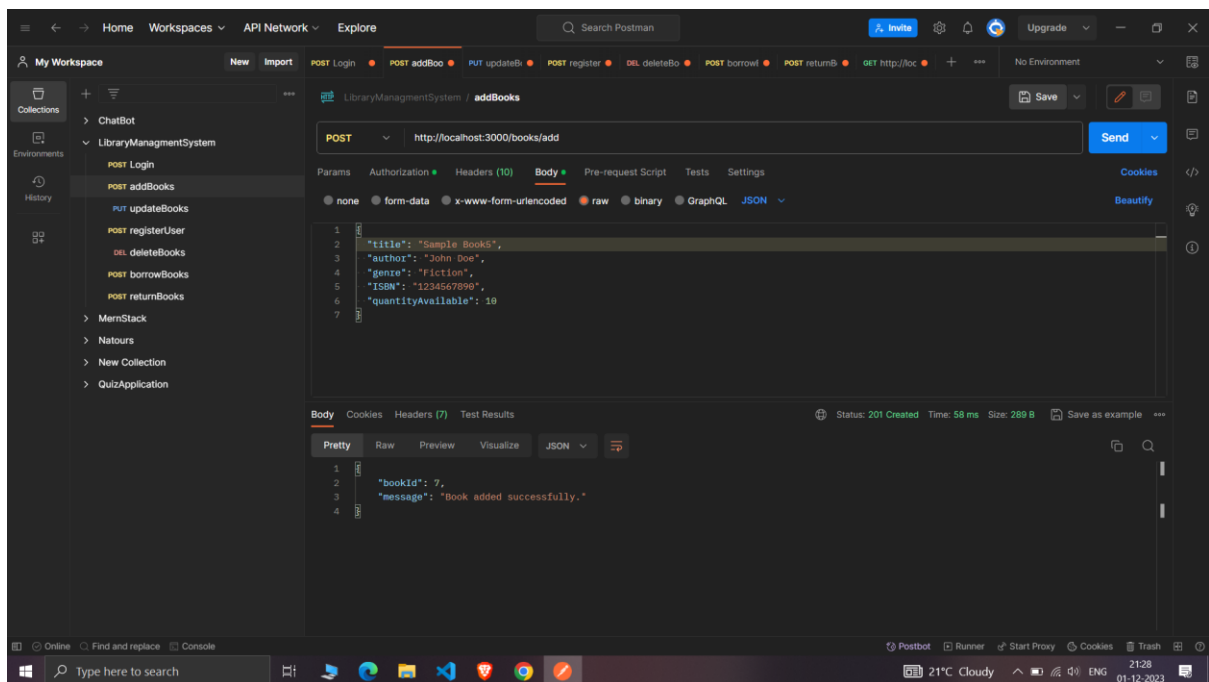 Home Workspaces API Network Explore Search Postman Invite Upgrade
My Workspace New Import POST Login POST addBoo PUT updateB POST register DEL deleteBo POST borrowl POST returnB GET http://loc No Environment
Collections
Environments
History
ChatBot
LibraryManagmentSystem
POST Login
POST addBooks
PUT updateBooks
POST registerUser
DEL deleteBooks
POST borrowBooks
POST returnBooks
MernStack
Natours
New Collection
QuizApplication
HTTP LibraryManagmentSystem / addBooks Save
POST http://localhost:3000/books/add Send
Params Authorization Headers (10) Body Pre-request Script Tests Settings Cookies
none form-data x-www-form-urlencoded raw binary GraphQL JSON Beautify
1 {
2 "title": "Sample Book5",
3 "author": "John Doe",
4 "genre": "Fiction",
5 "ISBN": "1234567890",
6 "quantityAvailable": 10
7 }
Body Cookies Headers (7) Test Results Status: 201 Created Time: 58 ms Size: 289 B Save as example
Pretty Raw Preview Visualize JSON
1 {
2 "bookId": 7,
3 "message": "Book added successfully."
4 }
Online Find and replace Console Postbot Runner Start Proxy Cookies Trash
Type here to search 21°C Cloudy ENG 21:28
01-12-2023